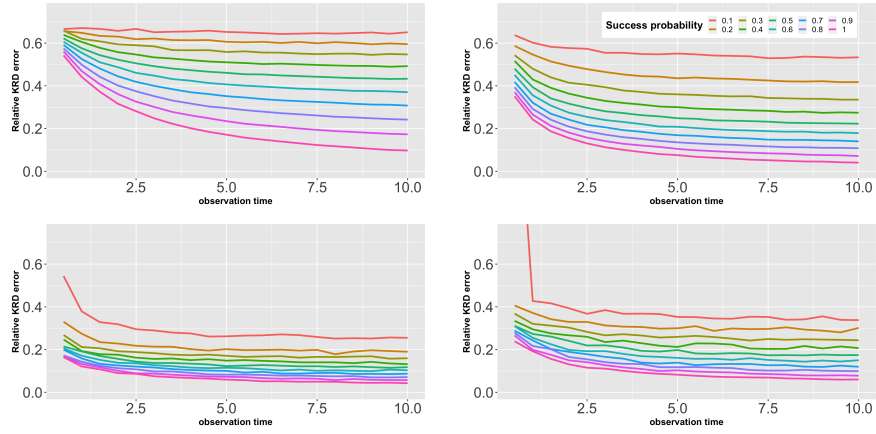 Relative KRD error
0.6
0.4
0.2
0.0
2.5 5.0 7.5 10.0
observation time
Relative KRD error
0.6
0.4
0.2
0.0
Success probability
0.1 0.3 0.5 0.7 0.9
0.2 0.4 0.6 0.8 1
2.5 5.0 7.5 10.0
observation time
Relative KRD error
0.6
0.4
0.2
0.0
2.5 5.0 7.5 10.0
observation time
Relative KRD error
0.6
0.4
0.2
0.0
2.5 5.0 7.5 10.0
observation time